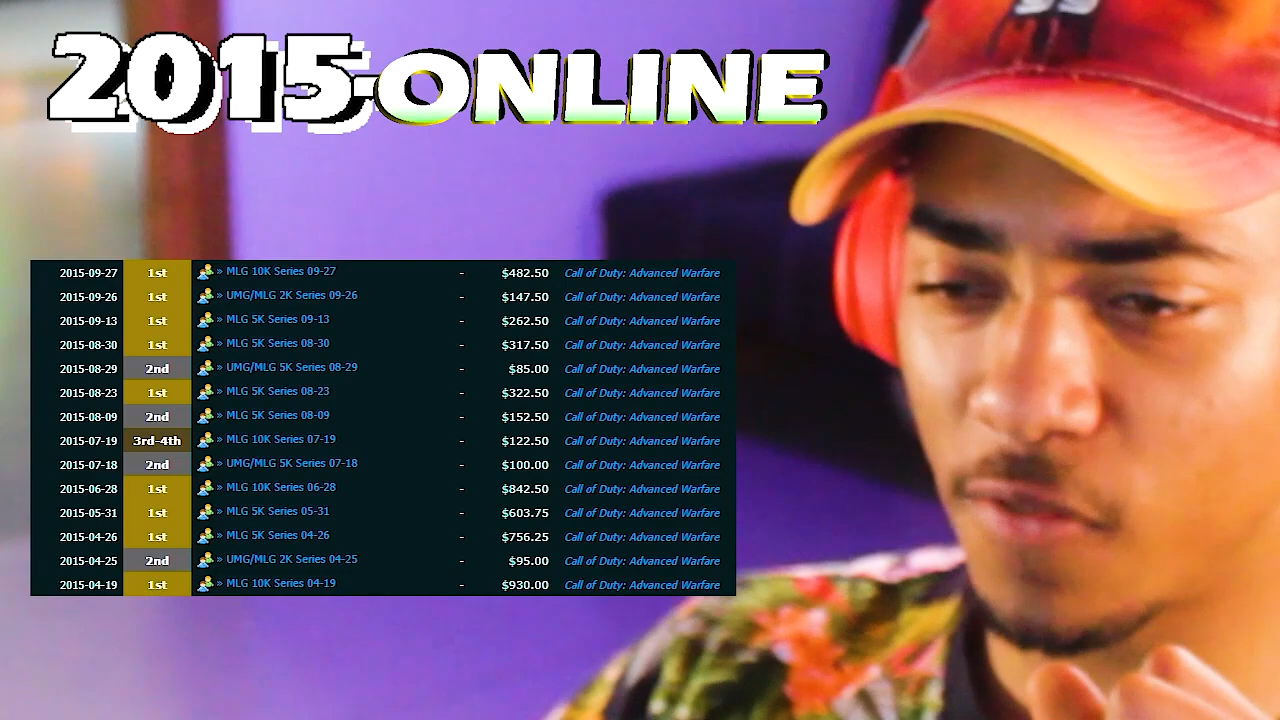 2015-ONLINE
2015-09-27 1st » MLG 10K Series 09-27 - $482.50 Call of Duty: Advanced Warfare
2015-09-26 1st » UMG/MLG 2K Series 09-26 - $147.50 Call of Duty: Advanced Warfare
2015-09-13 1st » MLG 5K Series 09-13 - $262.50 Call of Duty: Advanced Warfare
2015-08-30 1st » MLG 5K Series 08-30 - $317.50 Call of Duty: Advanced Warfare
2015-08-29 2nd » UMG/MLG 5K Series 08-29 - $85.00 Call of Duty: Advanced Warfare
2015-08-23 1st » MLG 5K Series 08-23 - $322.50 Call of Duty: Advanced Warfare
2015-08-09 2nd » MLG 5K Series 08-09 - $152.50 Call of Duty: Advanced Warfare
2015-07-19 3rd-4th » MLG 10K Series 07-19 - $122.50 Call of Duty: Advanced Warfare
2015-07-18 2nd » UMG/MLG 5K Series 07-18 - $100.00 Call of Duty: Advanced Warfare
2015-06-28 1st » MLG 10K Series 06-28 - $842.50 Call of Duty: Advanced Warfare
2015-05-31 1st » MLG 5K Series 05-31 - $603.75 Call of Duty: Advanced Warfare
2015-04-26 1st » MLG 5K Series 04-26 - $756.25 Call of Duty: Advanced Warfare
2015-04-25 2nd » UMG/MLG 2K Series 04-25 - $95.00 Call of Duty: Advanced Warfare
2015-04-19 1st » MLG 10K Series 04-19 - $930.00 Call of Duty: Advanced Warfare